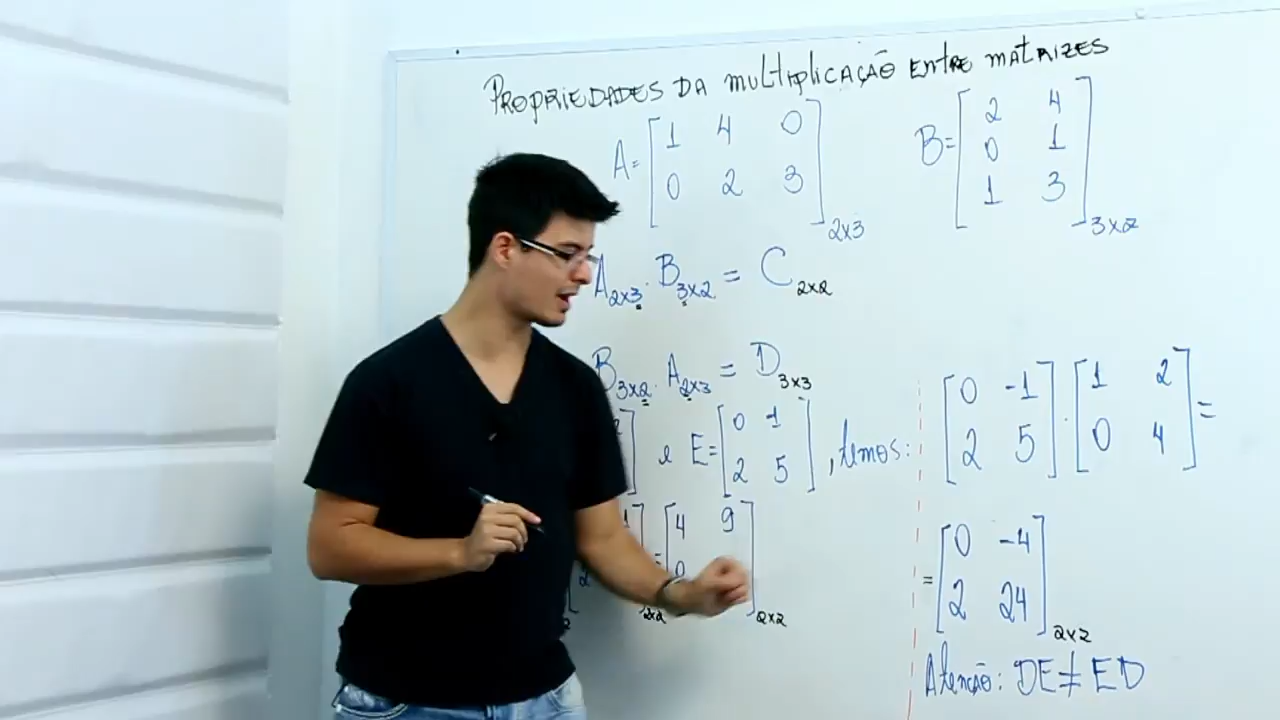 PROPRIEDADES DA MULTIPLICAÇÃO ENTRE MATRIZES
A= [1 4 0
0 2 3] 2x3
B= [2 4
0 1
1 3] 3x2
A2x3 . B3x2 = C2x2
B3x2 . A2x3 = D3x3
e E= [0 1
2 5] , temos:
= [4 9
0 ] 2x2
[0 -1
2 5] . [1 2
0 4] =
= [0 -4
2 24] 2x2
Atenção: DE ≠ ED